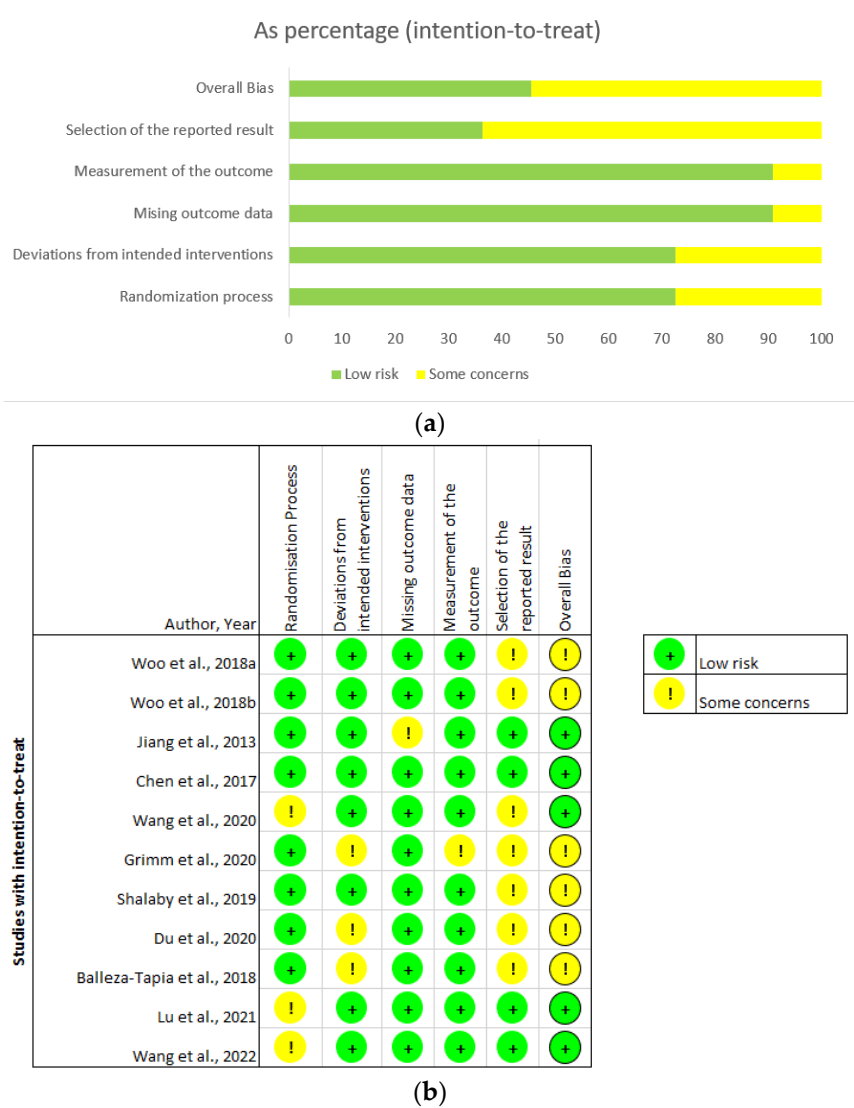 As percentage (intention-to-treat)
Overall Bias
Selection of the reported result
Measurement of the outcome
Mising outcome data
Deviations from intended interventions
Randomization process
0 10 20 30 40 50 60 70 80 90 100
Low risk Some concerns
(a)
Author, Year
Randomisation Process
Deviations from
intended interventions
Missing outcome data
Measurement of the
outcome
Selection of the
reported result
Overall Bias
Studies with intention-to-treat
Woo et al., 2018a + + + + ! !
Woo et al., 2018b + + + + ! !
Jiang et al., 2013 + + ! + + +
Chen et al., 2017 + + + + + +
Wang et al., 2020 ! + + + ! +
Grimm et al., 2020 + ! + ! ! !
Shalaby et al., 2019 + + + + ! !
Du et al., 2020 + ! + + ! !
Balleza-Tapia et al., 2018 + ! + + ! !
Lu et al., 2021 ! + + + + +
Wang et al., 2022 ! + + + + +
+ Low risk
! Some concerns
(b)